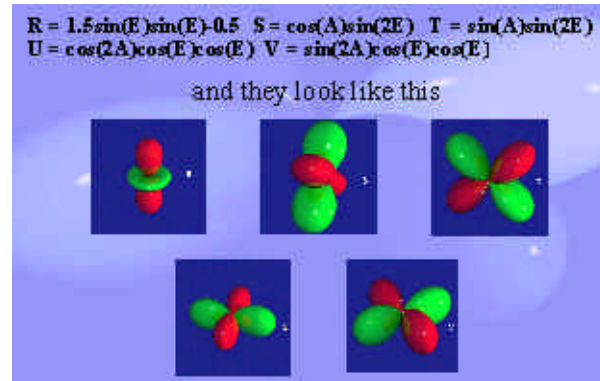 R = 1.5sin(E)sin(E)-0.5 S = cos(A)sin(2E) T = sin(A)sin(2E)
U = cos(2A)cos(E)cos(E) V = sin(2A)cos(E)cos(E)
and they look like this